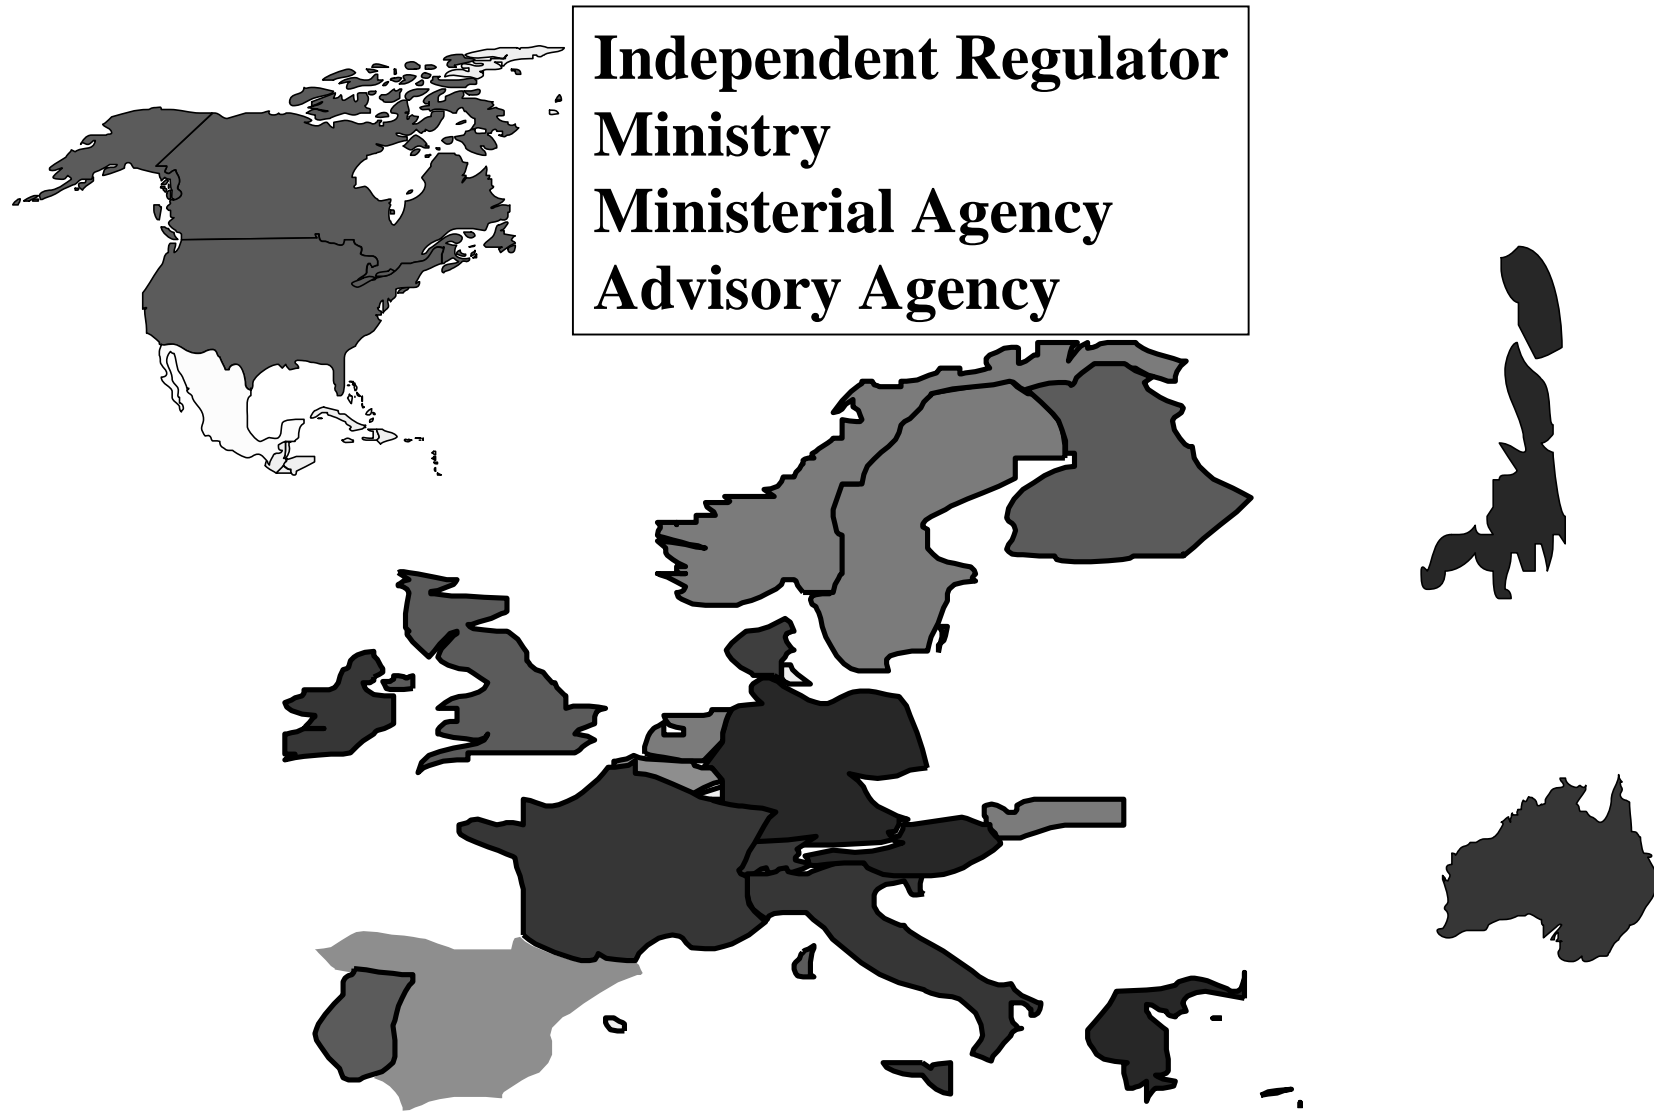 Independent Regulator
Ministry
Ministerial Agency
Advisory Agency